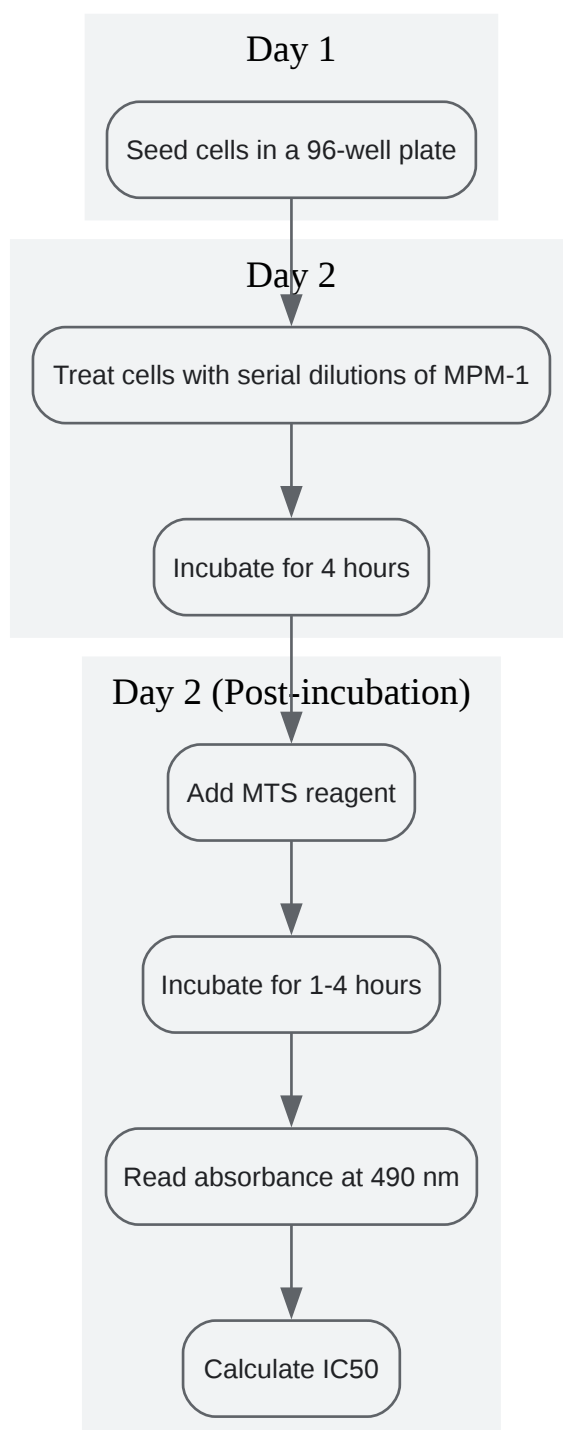 Day 1
Seed cells in a 96-well plate
Day 2
Treat cells with serial dilutions of MPM-1
Incubate for 4 hours
Day 2 (Post-incubation)
Add MTS reagent
Incubate for 1-4 hours
Read absorbance at 490 nm
Calculate IC50